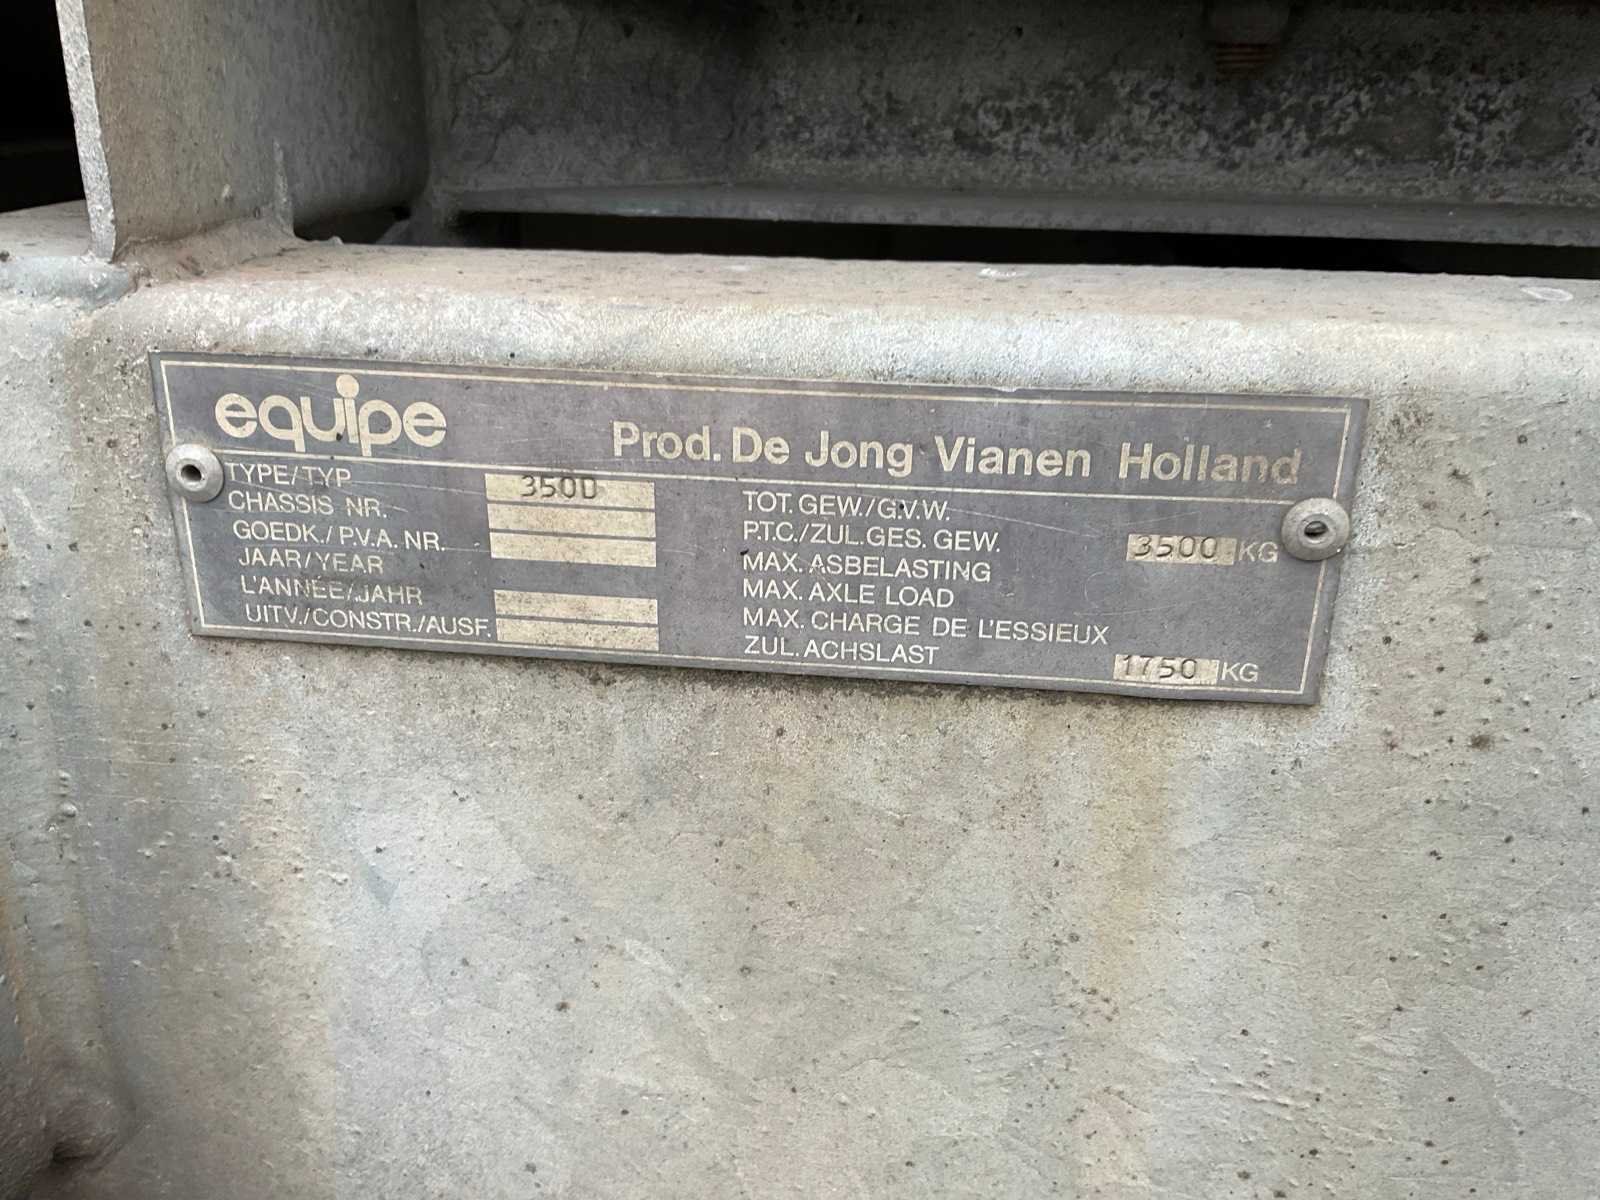 equipe
Prod. De Jong Vianen Holland
TYPE/TYP 350D
CHASSIS NR.
GOEDK./P.V.A. NR.
JAAR/YEAR
L'ANNÉE/JAHR
UITV./CONSTR./AUSF.
TOT. GEW./G.V.W.
P.T.C./ZUL.GES. GEW. 3500 KG
MAX. ASBELASTING
MAX. AXLE LOAD
MAX. CHARGE DE L'ESSIEUX
ZUL. ACHSLAST 1750 KG